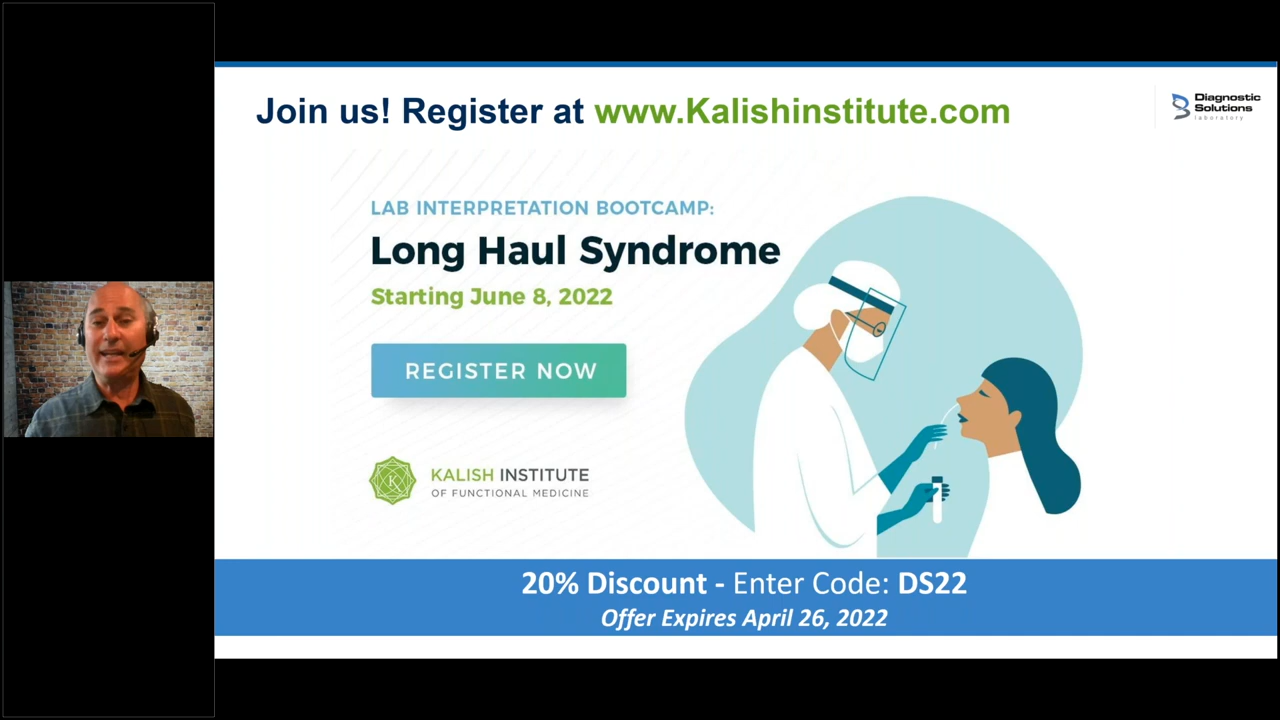 Join us! Register at www.Kalishinstitute.com
Diagnostic
Solutions
laboratory
LAB INTERPRETATION BOOTCAMP:
Long Haul Syndrome
Starting June 8, 2022
REGISTER NOW
K
KALISH INSTITUTE
OF FUNCTIONAL MEDICINE
20% Discount - Enter Code: DS22
Offer Expires April 26, 2022